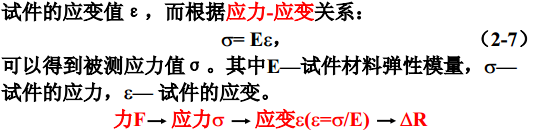 试件的应变值ε,而根据应力-应变关系:
σ= Eε, (2-7)
可以得到被测应力值σ。其中E—试件材料弹性模量,σ—
试件的应力,ε— 试件的应变。
力F→ 应力σ → 应变ε(ε=σ/E) → ΔR